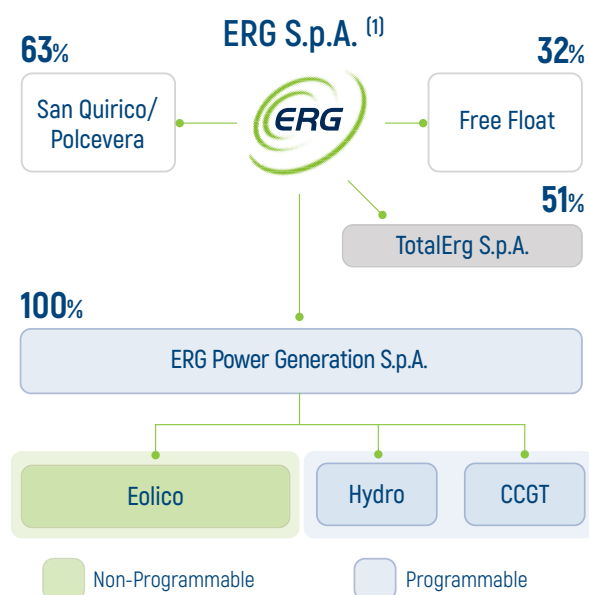 ERG S.p.A. (1)
63%
32%
San Quirico/
Polcevera
ERG
Free Float
51%
TotalErg S.p.A.
100%
ERG Power Generation S.p.A.
Eolico
Hydro
CCGT
Non-Programmable
Programmable